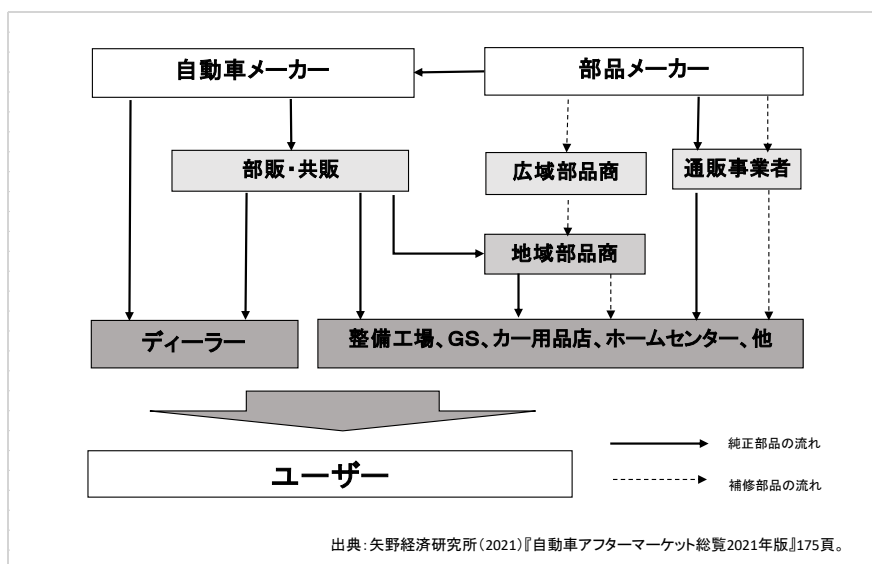 自動車メーカー
部品メーカー
部販・共販
広域部品商
通販事業者
地域部品商
ディーラー
整備工場、GS、カー用品店、ホームセンター、他
ユーザー
純正部品の流れ
補修部品の流れ
出典：矢野経済研究所（2021）『自動車アフターマーケット総覧2021年版』175頁。